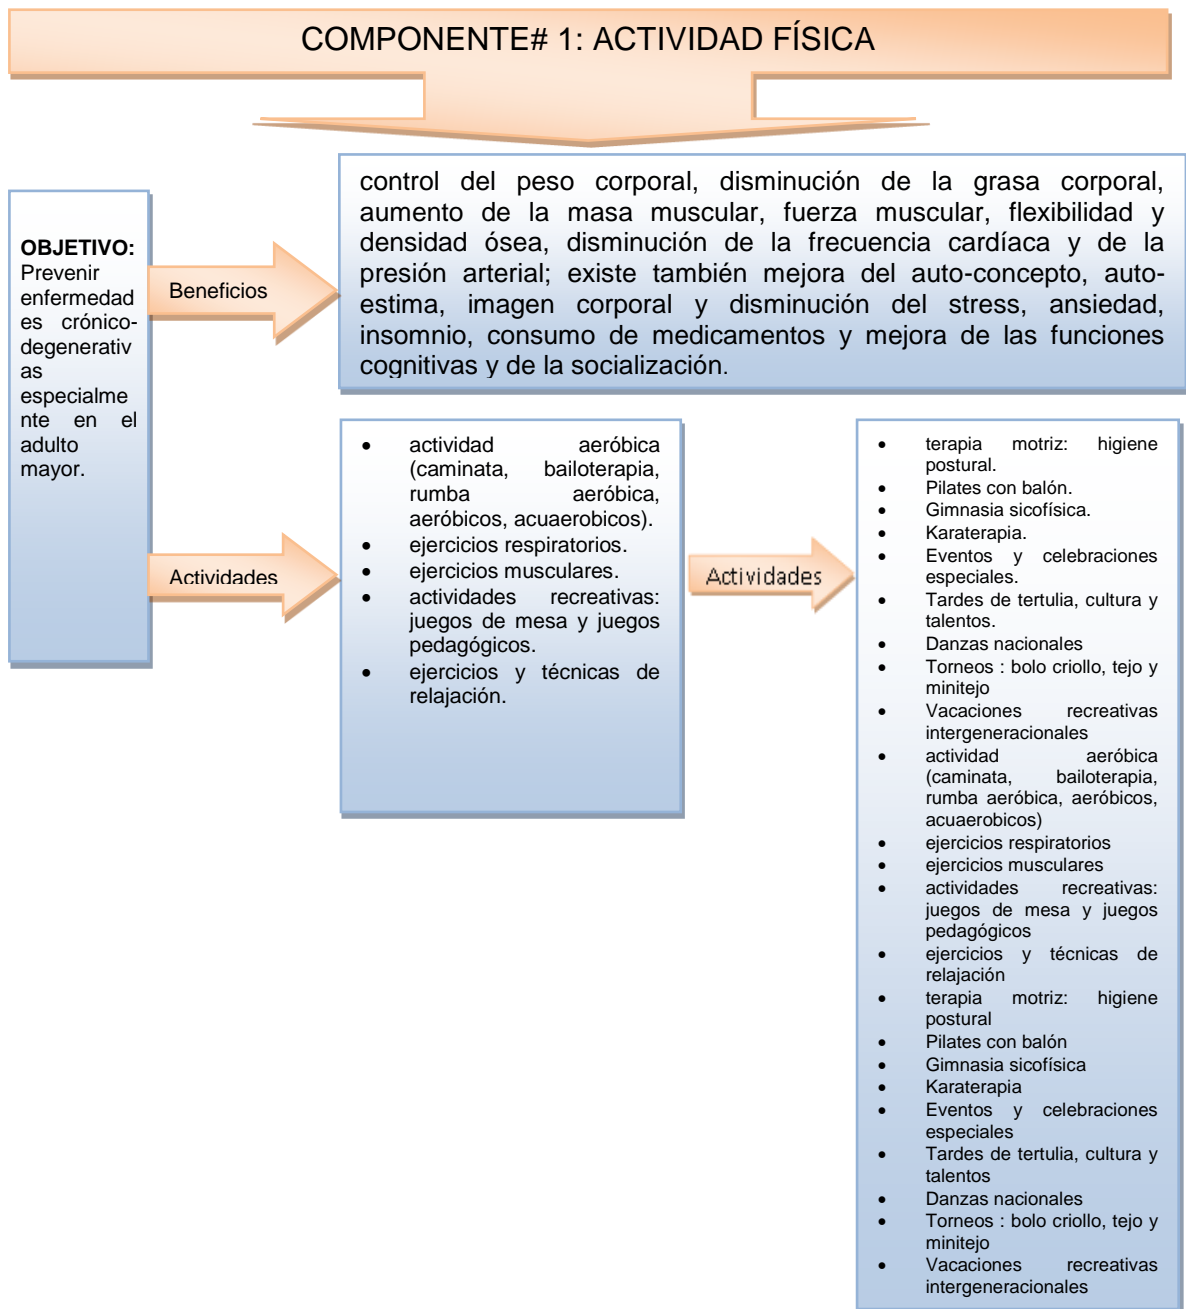 COMPONENTE# 1: ACTIVIDAD FÍSICA
OBJETIVO:
Prevenir
enfermedad
es crónico-
degenerativ
as
especialme
nte en el
adulto
mayor.
Beneficios
control del peso corporal, disminución de la grasa corporal,
aumento de la masa muscular, fuerza muscular, flexibilidad y
densidad ósea, disminución de la frecuencia cardíaca y de la
presión arterial; existe también mejora del auto-concepto, auto-
estima, imagen corporal y disminución del stress, ansiedad,
insomnio, consumo de medicamentos y mejora de las funciones
cognitivas y de la socialización.
Actividades
• actividad aeróbica
(caminata, bailoterapia,
rumba aeróbica,
aeróbicos, acuaerobicos).
• ejercicios respiratorios.
• ejercicios musculares.
• actividades recreativas:
juegos de mesa y juegos
pedagógicos.
• ejercicios y técnicas de
relajación.
Actividades
• terapia motriz: higiene
postural.
• Pilates con balón.
• Gimnasia sicofísica.
• Karaterapia.
• Eventos y celebraciones
especiales.
• Tardes de tertulia, cultura y
talentos.
• Danzas nacionales
• Torneos : bolo criollo, tejo y
minitejo
• Vacaciones recreativas
intergeneracionales
• actividad aeróbica
(caminata, bailoterapia,
rumba aeróbica, aeróbicos,
acuaerobicos)
• ejercicios respiratorios
• ejercicios musculares
• actividades recreativas:
juegos de mesa y juegos
pedagógicos
• ejercicios y técnicas de
relajación
• terapia motriz: higiene
postural
• Pilates con balón
• Gimnasia sicofísica
• Karaterapia
• Eventos y celebraciones
especiales
• Tardes de tertulia, cultura y
talentos
• Danzas nacionales
• Torneos : bolo criollo, tejo y
minitejo
• Vacaciones recreativas
intergeneracionales